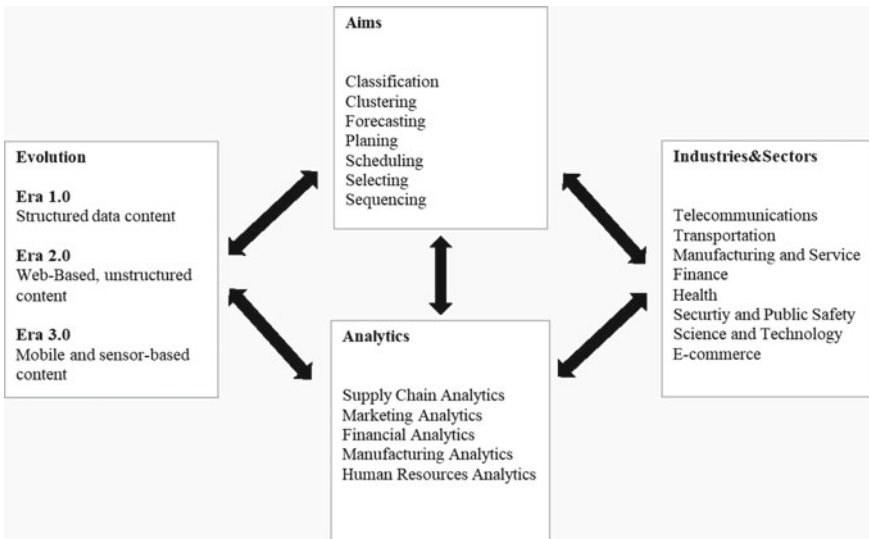 Aims
Classification
Clustering
Forecasting
Planing
Scheduling
Selecting
Sequencing
Evolution
Era 1.0
Structured data content
Era 2.0
Web-Based, unstructured
content
Era 3.0
Mobile and sensor-based
content
Analytics
Supply Chain Analytics
Marketing Analytics
Financial Analytics
Manufacturing Analytics
Human Resources Analytics
Industries&Sectors
Telecommunications
Transportation
Manufacturing and Service
Finance
Health
Securtiy and Public Safety
Science and Technology
E-commerce